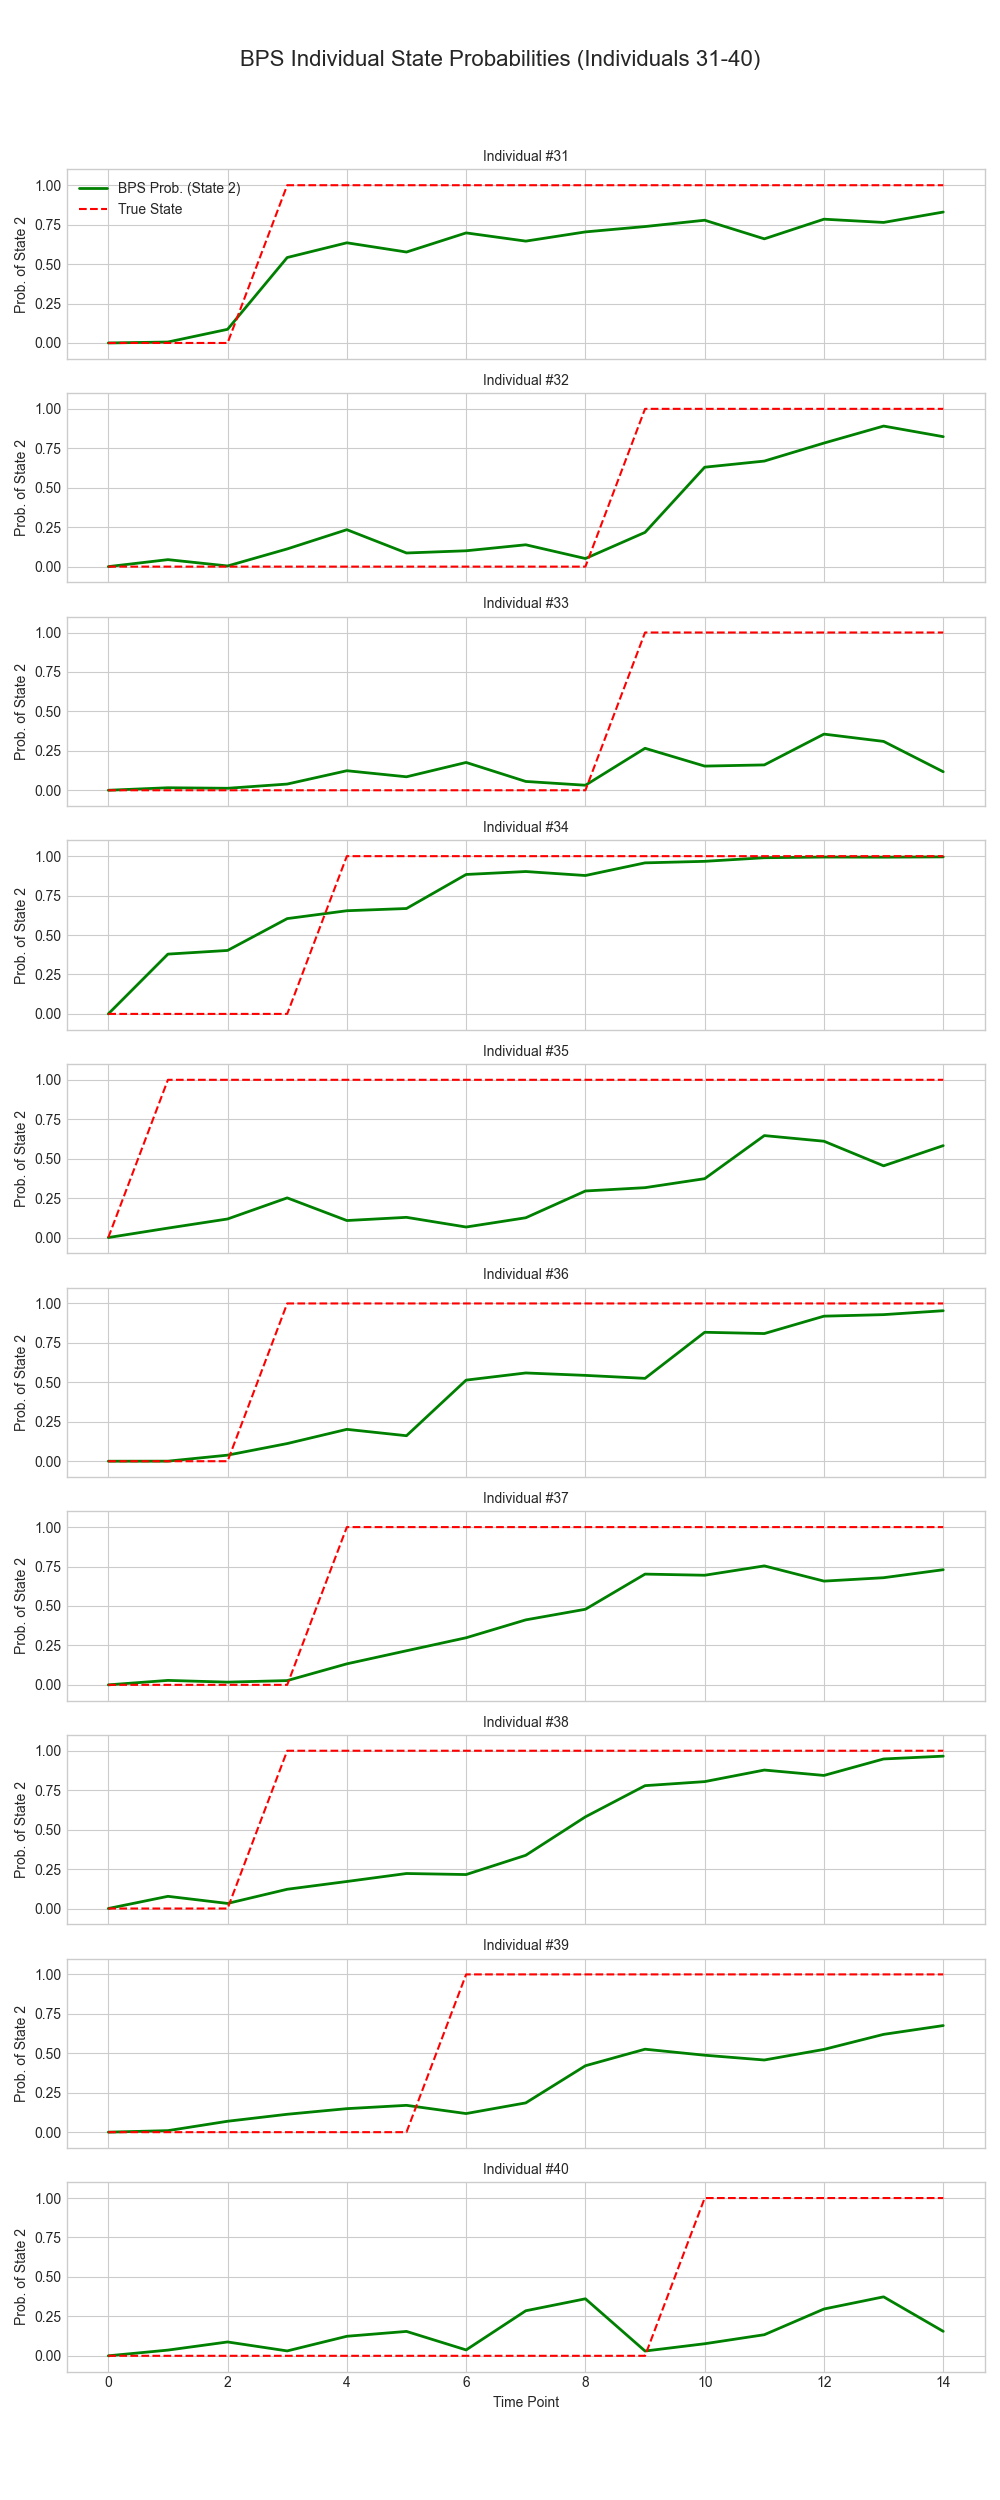 BPS Individual State Probabilities (Individuals 31-40)
Individual #31
1.00
0.75
0.50
0.25
0.00
Prob. of State 2
BPS Prob. (State 2)
True State
Individual #32
1.00
0.75
0.50
0.25
0.00
Prob. of State 2
Individual #33
1.00
0.75
0.50
0.25
0.00
Prob. of State 2
Individual #34
1.00
0.75
0.50
0.25
0.00
Prob. of State 2
Individual #35
1.00
0.75
0.50
0.25
0.00
Prob. of State 2
Individual #36
1.00
0.75
0.50
0.25
0.00
Prob. of State 2
Individual #37
1.00
0.75
0.50
0.25
0.00
Prob. of State 2
Individual #38
1.00
0.75
0.50
0.25
0.00
Prob. of State 2
Individual #39
1.00
0.75
0.50
0.25
0.00
Prob. of State 2
Individual #40
1.00
0.75
0.50
0.25
0.00
Prob. of State 2
0 2 4 6 8 10 12 14
Time Point